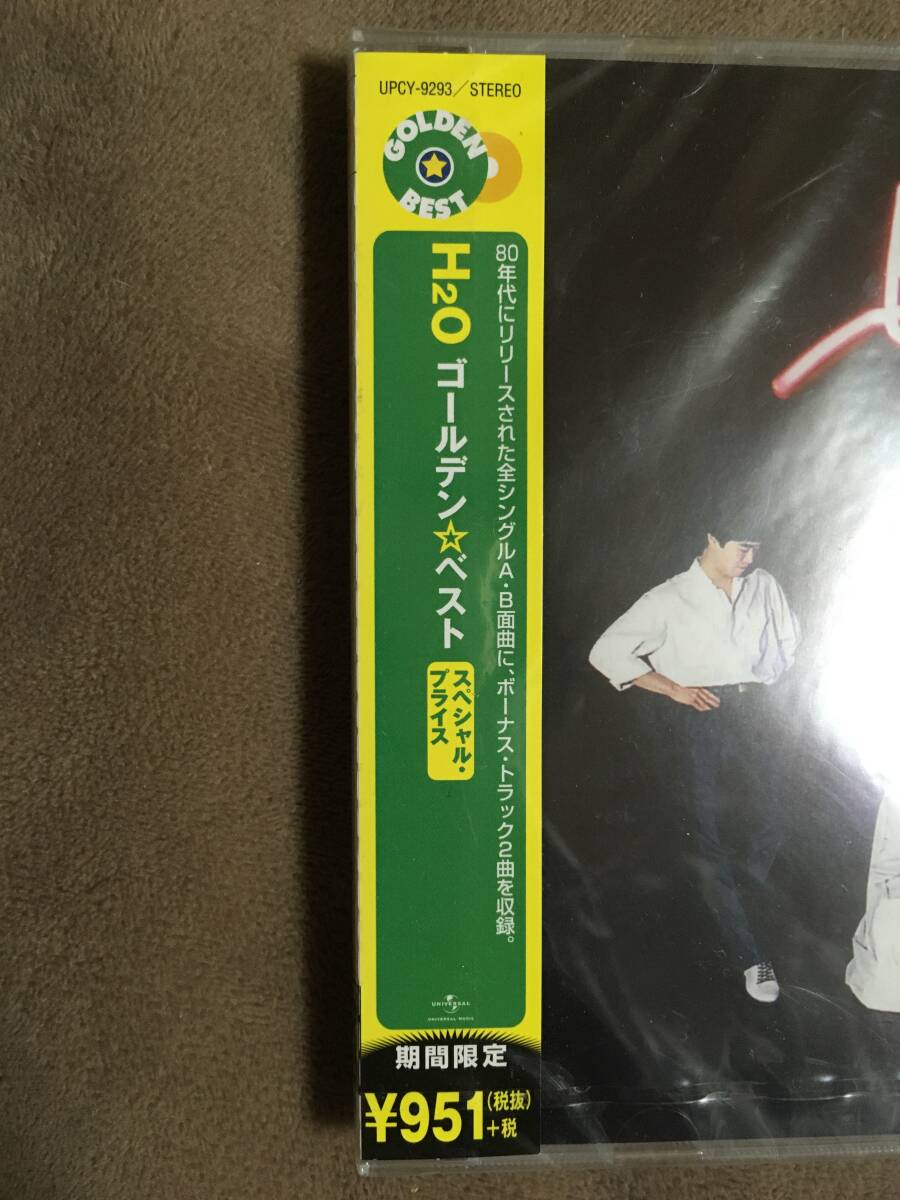 UPCY-9293／STEREO
GOLDEN
BEST
80年代にリリースされた全シングルA・B面曲に、ボーナス・トラック2曲を収録。
H2O ゴールデン☆ベスト
スペシャル・
プライス
UNIVERSAL
UNIVERSAL MUSIC
期間限定
¥951(税抜)+税